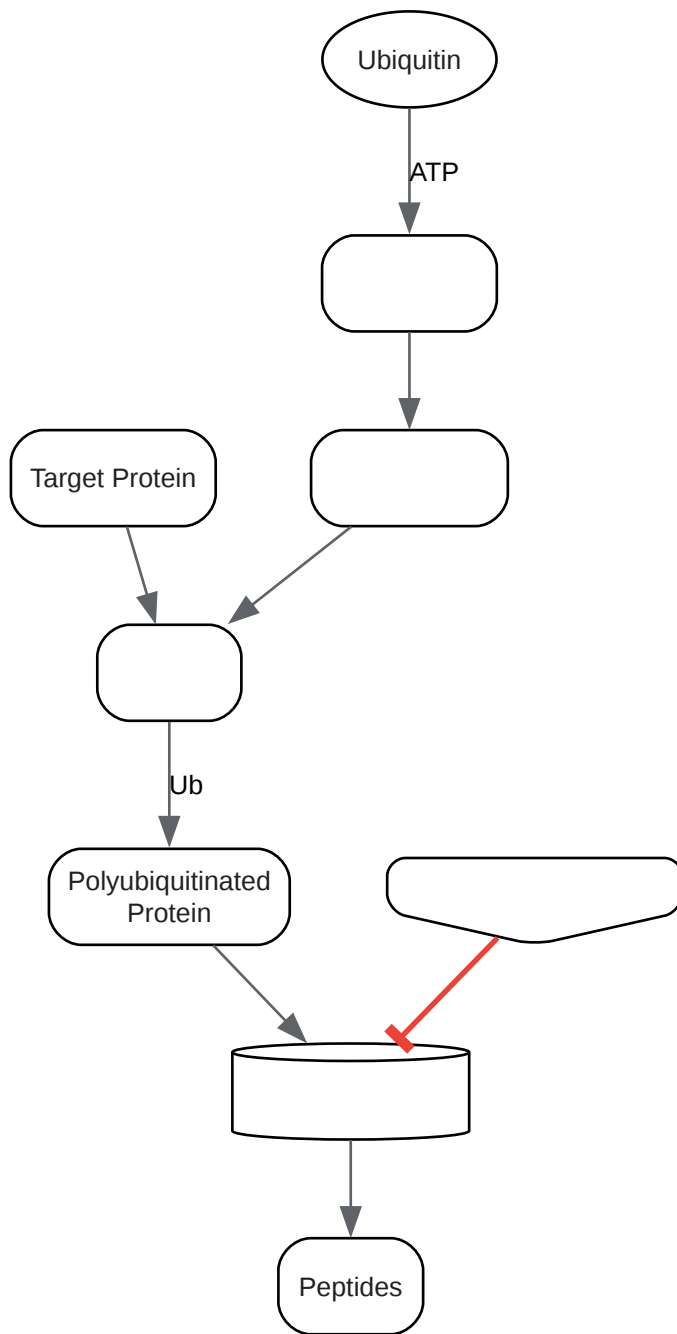 Ubiquitin
ATP
Target Protein
Ub
Polyubiquitinated
Protein
Peptides